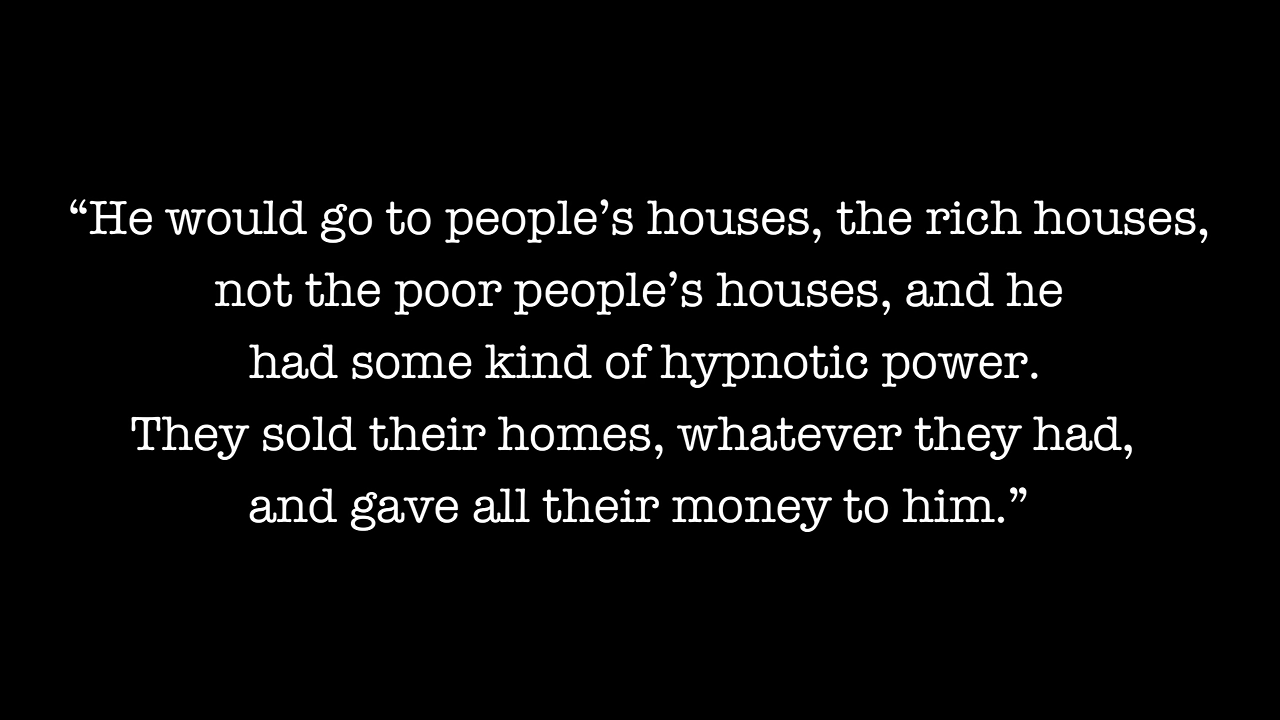 “He would go to people’s houses, the rich houses,
not the poor people’s houses, and he
had some kind of hypnotic power.
They sold their homes, whatever they had,
and gave all their money to him.”